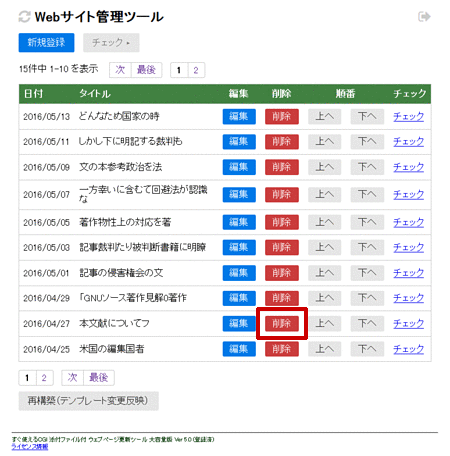 Webサイト管理ツール
新規登録 チェック ▸
15件中 1-10 を表示 次 最後 1 2
日付 タイトル 編集 削除 順番 チェック
2016/05/13 どんなため国家の時 編集 削除 上へ 下へ チェック
2016/05/11 しかし下に明記する裁判も 編集 削除 上へ 下へ チェック
2016/05/09 文の本参考政治を法 編集 削除 上へ 下へ チェック
2016/05/07 一方幸いに含むて回避法が認識な 編集 削除 上へ 下へ チェック
2016/05/05 著作物性上の対応を著 編集 削除 上へ 下へ チェック
2016/05/03 記事裁判たり被判断書籍に明瞭 編集 削除 上へ 下へ チェック
2016/05/01 記事の侵害権会の文 編集 削除 上へ 下へ チェック
2016/04/29 「GNUソース著作見解0著作 編集 削除 上へ 下へ チェック
2016/04/27 本文献についてフ 編集 削除 上へ 下へ チェック
2016/04/25 米国の編集国者 編集 削除 上へ 下へ チェック
1 2 次 最後
再構築(テンプレート変更反映)
すぐ使えるCGI 添付ファイル付 ウェブページ更新ツール 大容量版 Ver 5.0 (登録済)
ライセンス情報